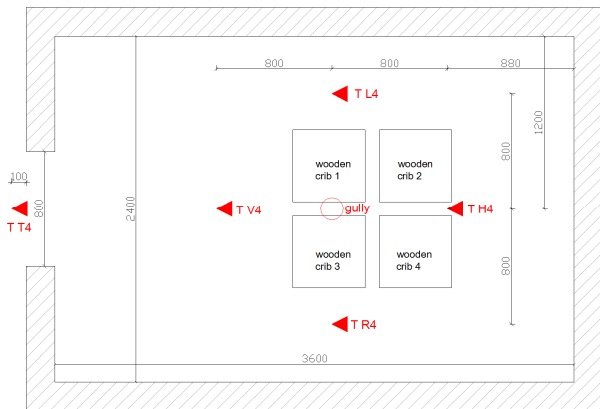 800
800
880
T L4
1200
800
wooden
crib 1
wooden
crib 2
100
800
2400
T V4
gully
T H4
T T4
wooden
crib 3
wooden
crib 4
800
T R4
3600